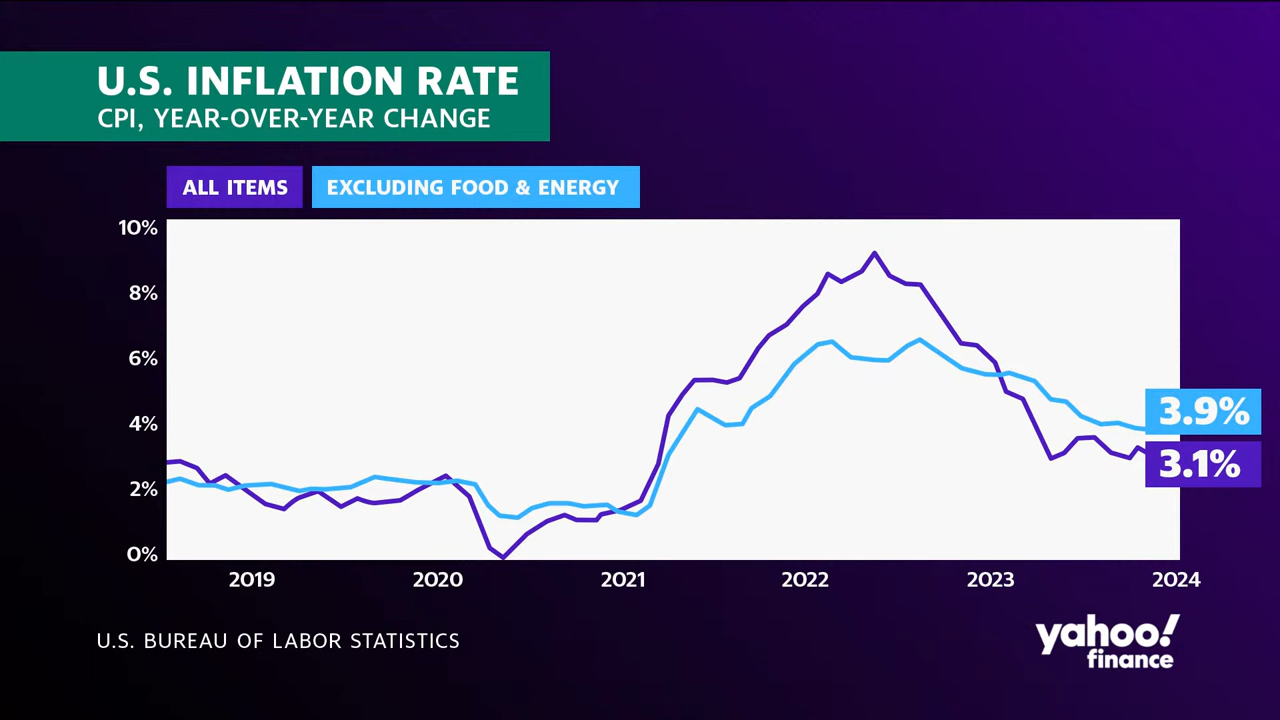 U.S. INFLATION RATE
CPI, YEAR-OVER-YEAR CHANGE
ALL ITEMS
EXCLUDING FOOD & ENERGY
10%
8%
6%
4%
2%
0%
3.9%
3.1%
2019
2020
2021
2022
2023
2024
U.S. BUREAU OF LABOR STATISTICS
yahoo!
finance